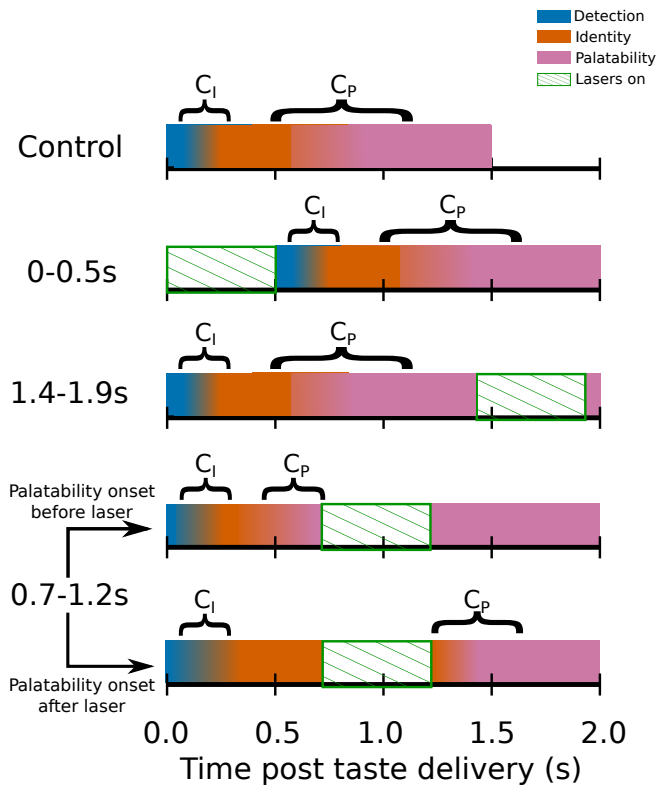 Detection
Identity
Palatability
Lasers on
Control
C_I
C_P
0-0.5s
C_I
C_P
1.4-1.9s
C_I
C_P
Palatability onset
before laser
C_I
C_P
0.7-1.2s
Palatability onset
after laser
C_I
C_P
0.0 0.5 1.0 1.5 2.0
Time post taste delivery (s)